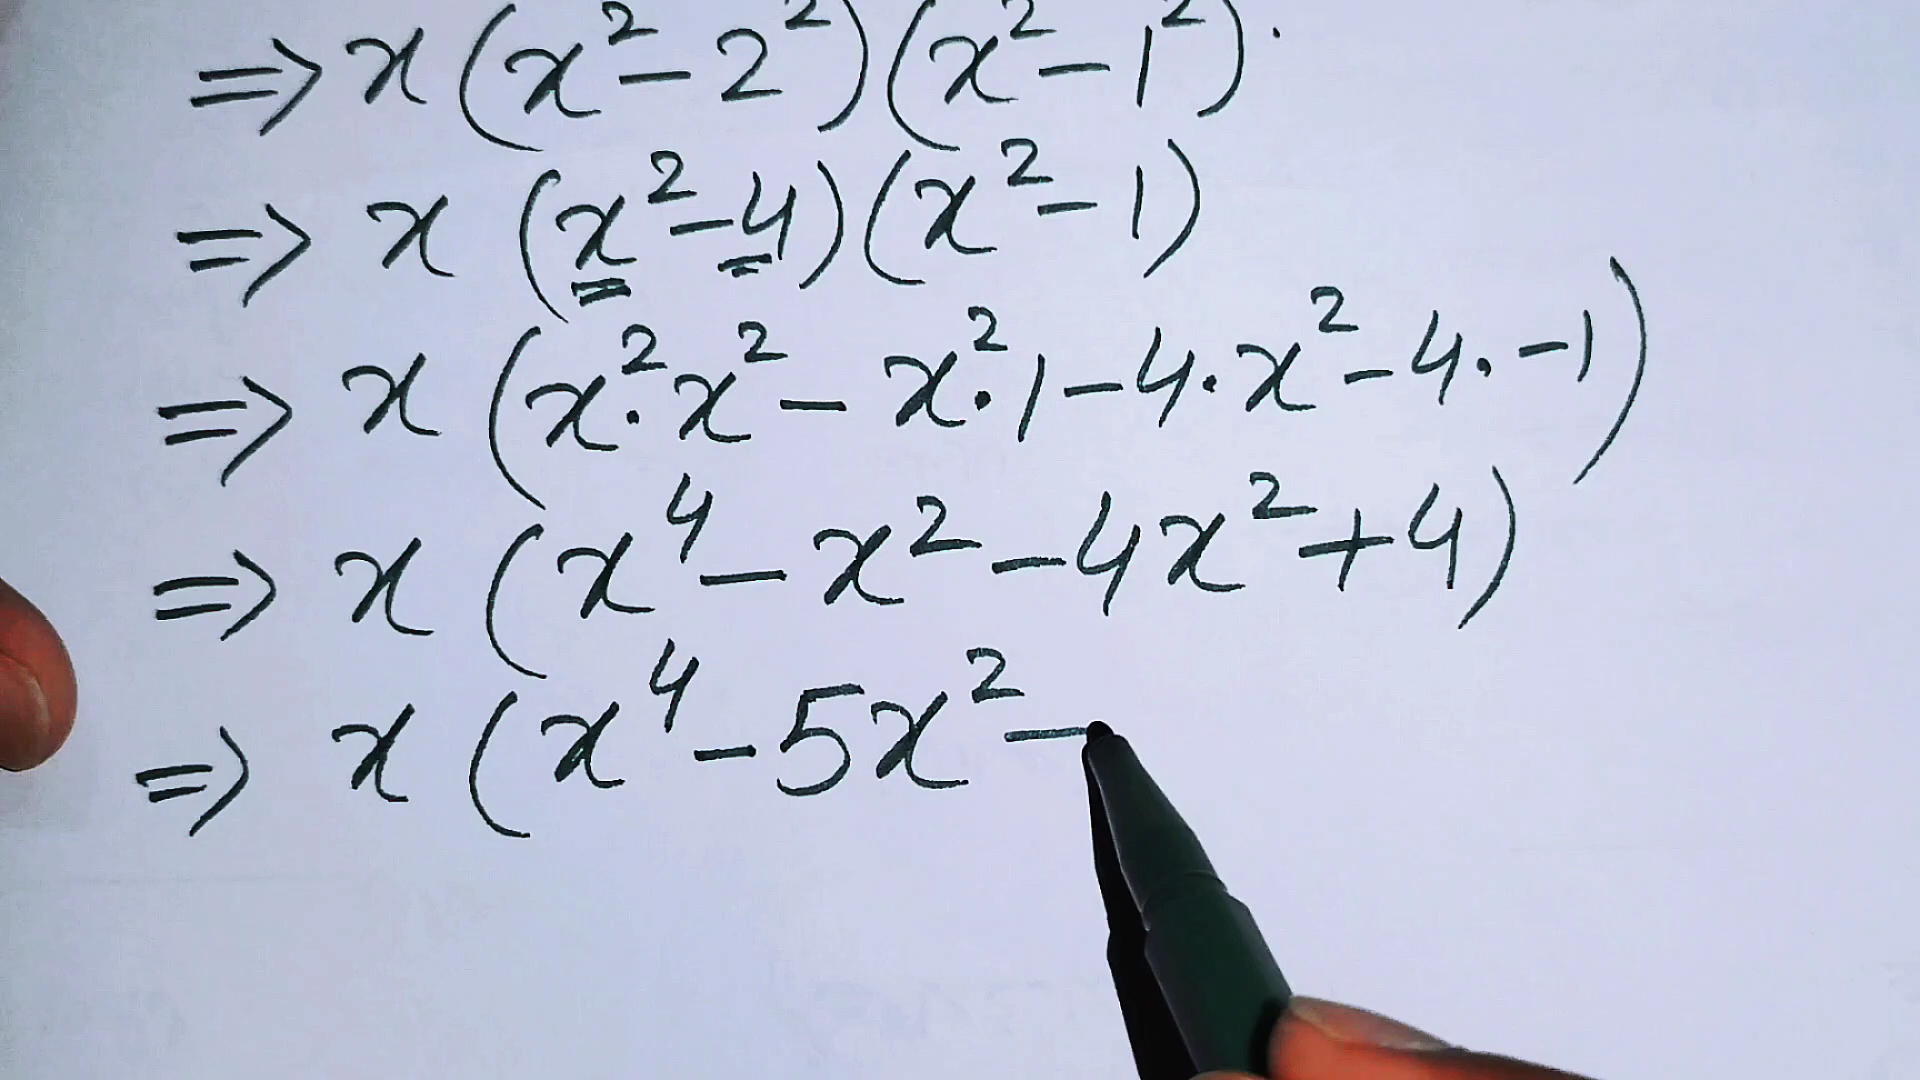 => x(x²-2²)(x²-1²).
=> x (x²-4)(x²-1)
=> x (x²·x² - x²·1 - 4·x² - 4·-1)
=> x (x⁴ - x² - 4x² + 4)
=> x (x⁴ - 5x² -